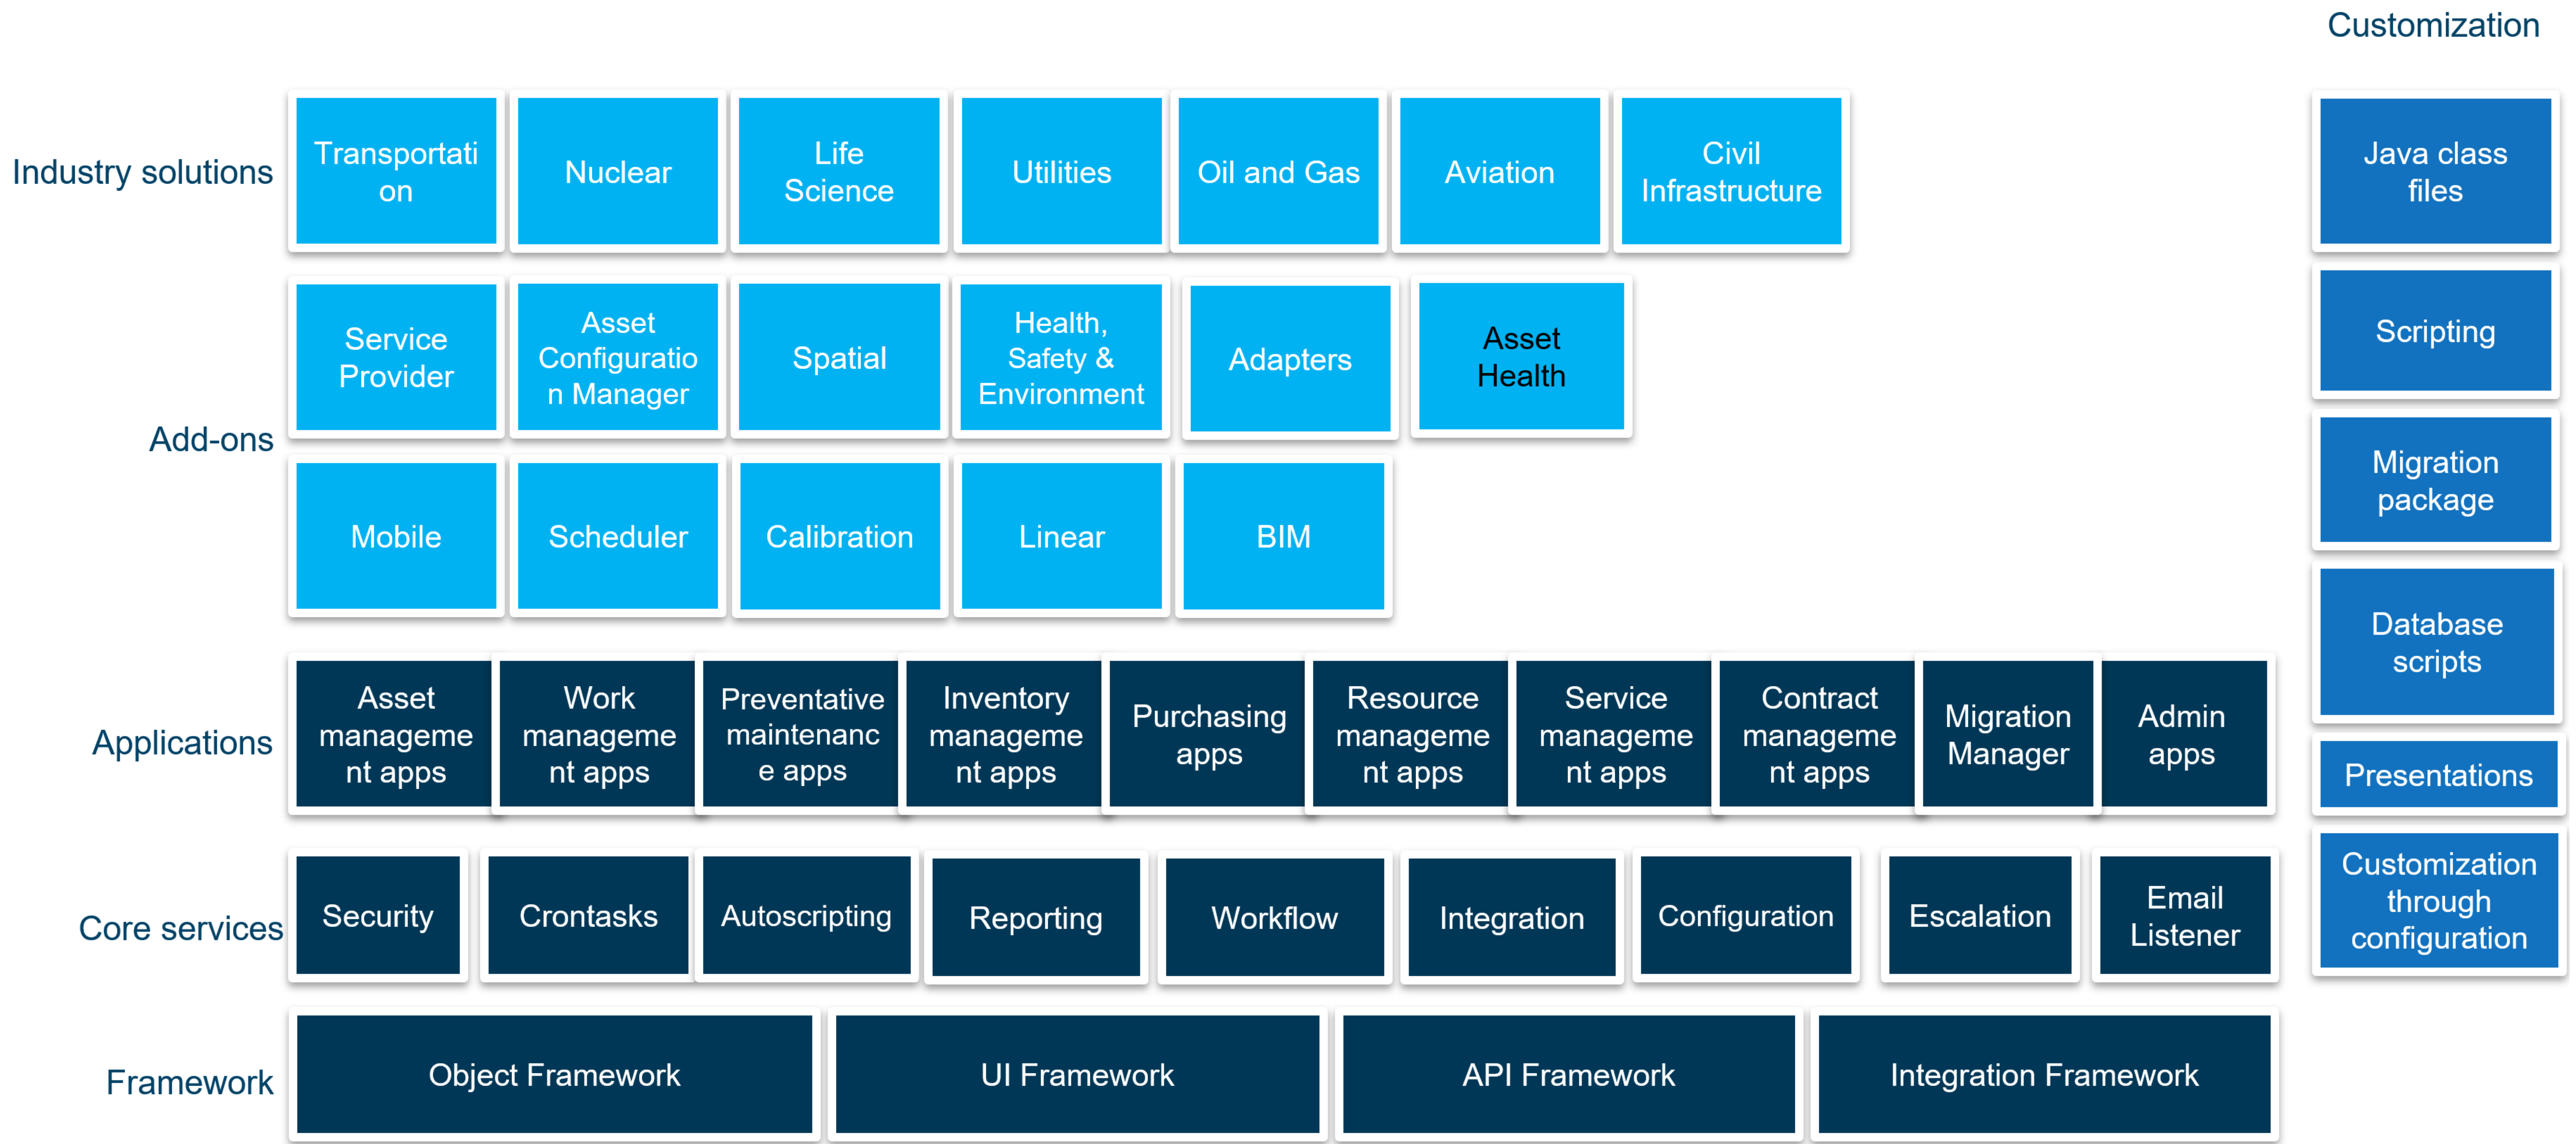 Customization
Industry solutions
Transportati
on
Nuclear
Life
Science
Utilities
Oil and Gas
Aviation
Civil
Infrastructure
Java class
files
Add-ons
Service
Provider
Asset
Configuratio
n Manager
Spatial
Health,
Safety &
Environment
Adapters
Asset
Health
Scripting
Mobile
Scheduler
Calibration
Linear
BIM
Migration
package
Database
scripts
Applications
Asset
manageme
nt apps
Work
manageme
nt apps
Preventative
maintenanc
e apps
Inventory
manageme
nt apps
Purchasing
apps
Resource
manageme
nt apps
Service
manageme
nt apps
Contract
manageme
nt apps
Migration
Manager
Admin
apps
Presentations
Core services
Security
Crontasks
Autoscripting
Reporting
Workflow
Integration
Configuration
Escalation
Email
Listener
Customization
through
configuration
Framework
Object Framework
UI Framework
API Framework
Integration Framework